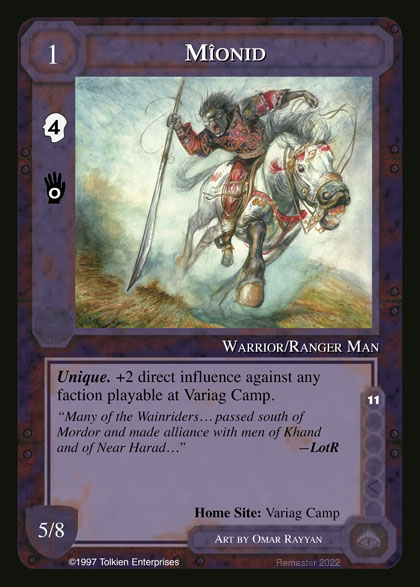 1
Mîonid
4
Warrior/Ranger Man
Unique. +2 direct influence against any
faction playable at Variag Camp.
11
“Many of the Wainriders… passed south of
Mordor and made alliance with men of Khand
and of Near Harad…” —LotR
Home Site: Variag Camp
5/8
Art by Omar Rayyan
©1997 Tolkien Enterprises
Remaster 2022